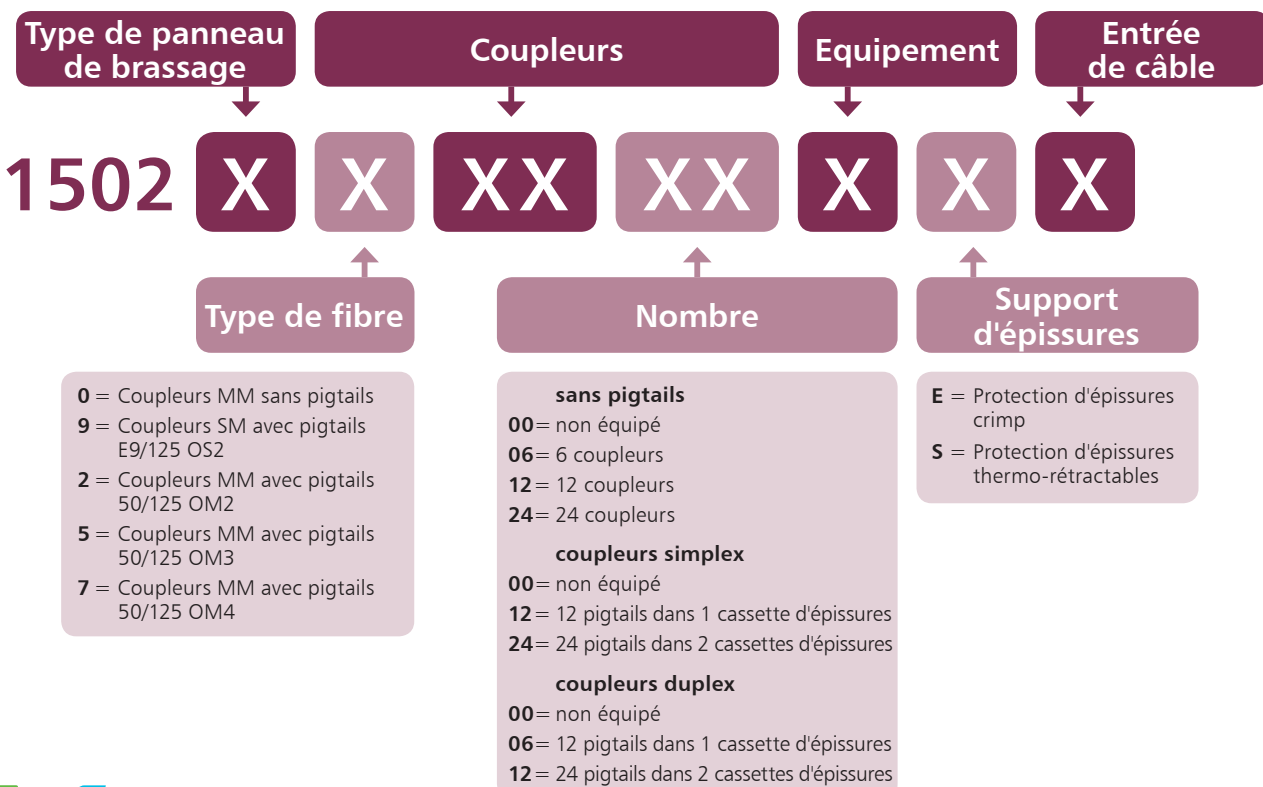 Type de panneau
de brassage
Coupleurs
Equipement
Entrée
de câble
1502 X X XX XX X X X
Type de fibre
0 = Coupleurs MM sans pigtails
9 = Coupleurs SM avec pigtails
E9/125 OS2
2 = Coupleurs MM avec pigtails
50/125 OM2
5 = Coupleurs MM avec pigtails
50/125 OM3
7 = Coupleurs MM avec pigtails
50/125 OM4
Nombre
sans pigtails
00= non équipé
06= 6 coupleurs
12= 12 coupleurs
24= 24 coupleurs
coupleurs simplex
00= non équipé
12= 12 pigtails dans 1 cassette d'épissures
24= 24 pigtails dans 2 cassettes d'épissures
coupleurs duplex
00= non équipé
06= 12 pigtails dans 1 cassette d'épissures
12= 24 pigtails dans 2 cassettes d'épissures
Support
d'épissures
E = Protection d'épissures
crimp
S = Protection d'épissures
thermo-rétractables